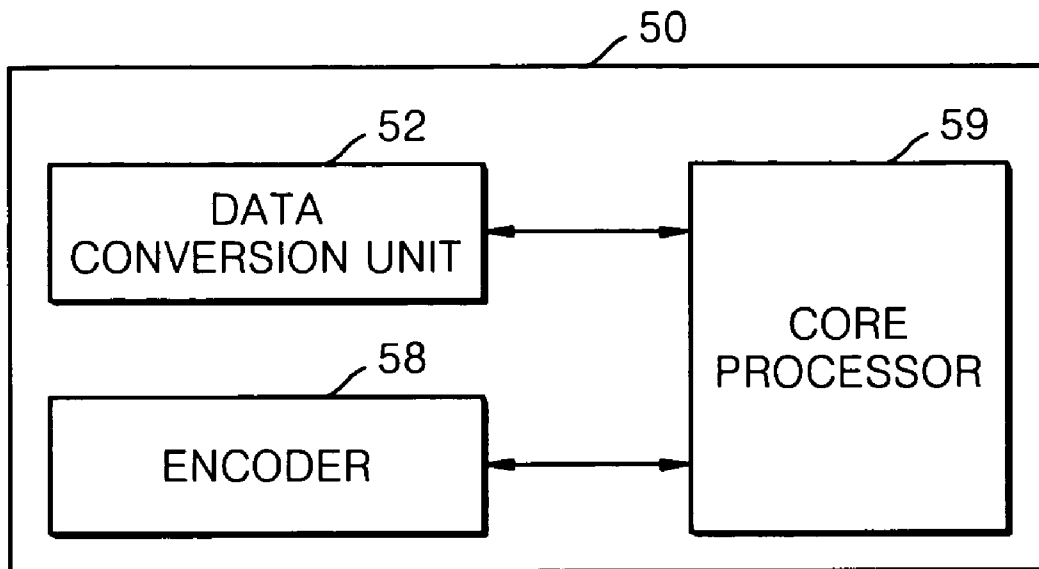 50
52
59
DATA
CONVERSION UNIT
CORE
PROCESSOR
58
ENCODER